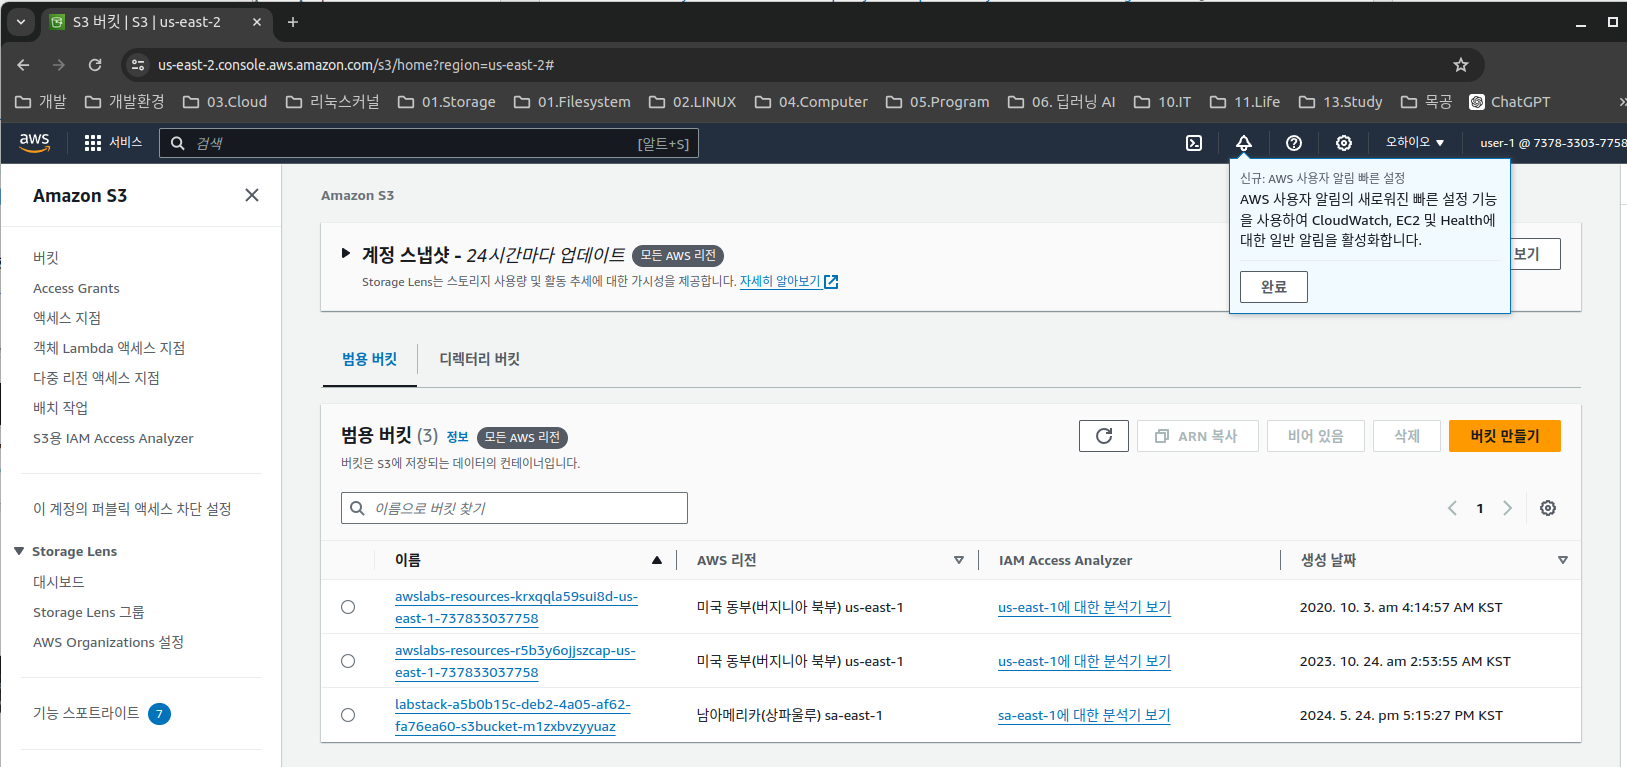 S3 버킷 | S3 | us-east-2
us-east-2.console.aws.amazon.com/s3/home?region=us-east-2#
개발 개발환경 03.Cloud 리눅스커널 01.Storage 01.Filesystem 02.LINUX 04.Computer 05.Program 06. 딥러닝 AI 10.IT 11.Life 13.Study 목공 ChatGPT
aws 서비스 검색 [알트+S] 오하이오 user-1 @ 7378-3303-7758
신규: AWS 사용자 알림 빠른 설정
AWS 사용자 알림의 새로워진 빠른 설정 기능
을 사용하여 CloudWatch, EC2 및 Health에
대한 일반 알림을 활성화합니다.
완료
보기
Amazon S3
버킷
Access Grants
액세스 지점
객체 Lambda 액세스 지점
다중 리전 액세스 지점
배치 작업
S3용 IAM Access Analyzer
이 계정의 퍼블릭 액세스 차단 설정
Storage Lens
대시보드
Storage Lens 그룹
AWS Organizations 설정
기능 스포트라이트 7
Amazon S3
계정 스냅샷 - 24시간마다 업데이트 모든 AWS 리전
Storage Lens는 스토리지 사용량 및 활동 추세에 대한 가시성을 제공합니다. 자세히 알아보기
범용 버킷 디렉터리 버킷
범용 버킷 (3) 정보 모든 AWS 리전
버킷은 S3에 저장되는 데이터의 컨테이너입니다.
ARN 복사 비어 있음 삭제 버킷 만들기
이름으로 버킷 찾기
1
이름 AWS 리전 IAM Access Analyzer 생성 날짜
awslabs-resources-krxqqla59sui8d-us-
east-1-737833037758
미국 동부(버지니아 북부) us-east-1 us-east-1에 대한 분석기 보기 2020. 10. 3. am 4:14:57 AM KST
awslabs-resources-r5b3y6ojjszcap-us-
east-1-737833037758
미국 동부(버지니아 북부) us-east-1 us-east-1에 대한 분석기 보기 2023. 10. 24. am 2:53:55 AM KST
labstack-a5b0b15c-deb2-4a05-af62-
fa76ea60-s3bucket-m1zxbvzyyuaz
남아메리카(상파울루) sa-east-1 sa-east-1에 대한 분석기 보기 2024. 5. 24. pm 5:15:27 PM KST